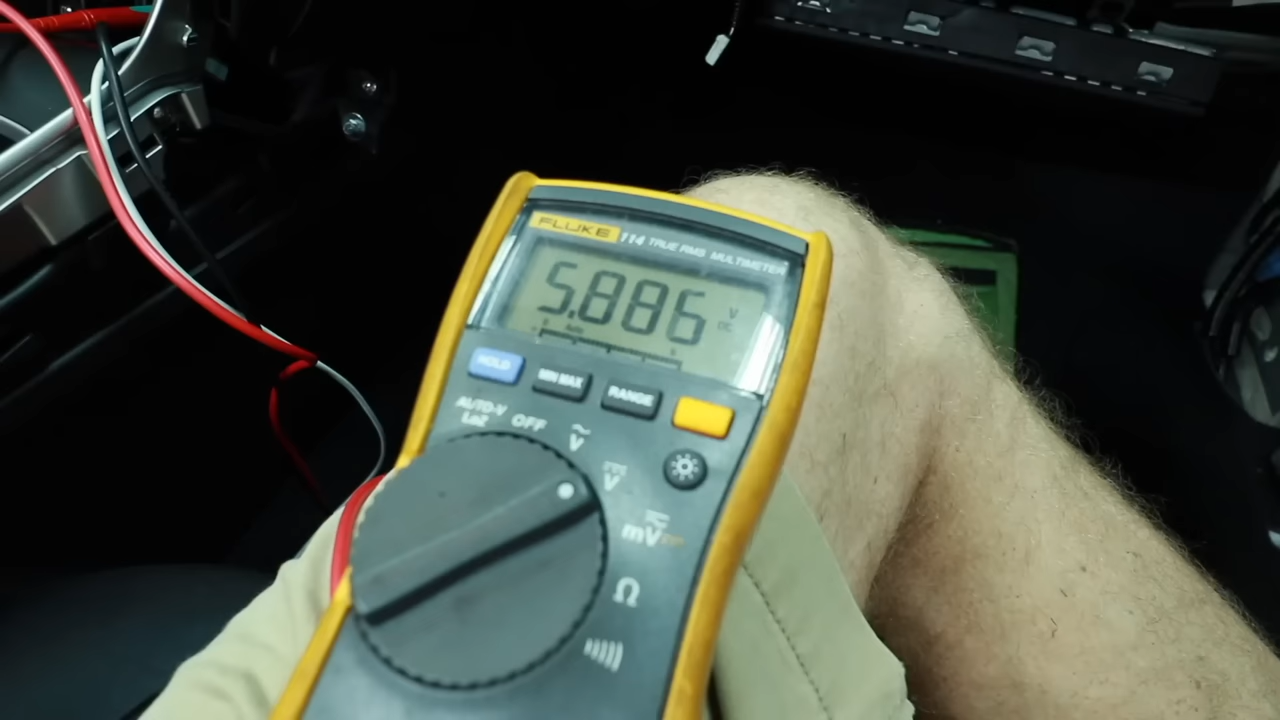 FLUKE 114 TRUE RMS MULTIMETER
5.886 V DC
Auto
HOLD MIN MAX RANGE
AUTO-V LoZ OFF
V
V
mV
Ω